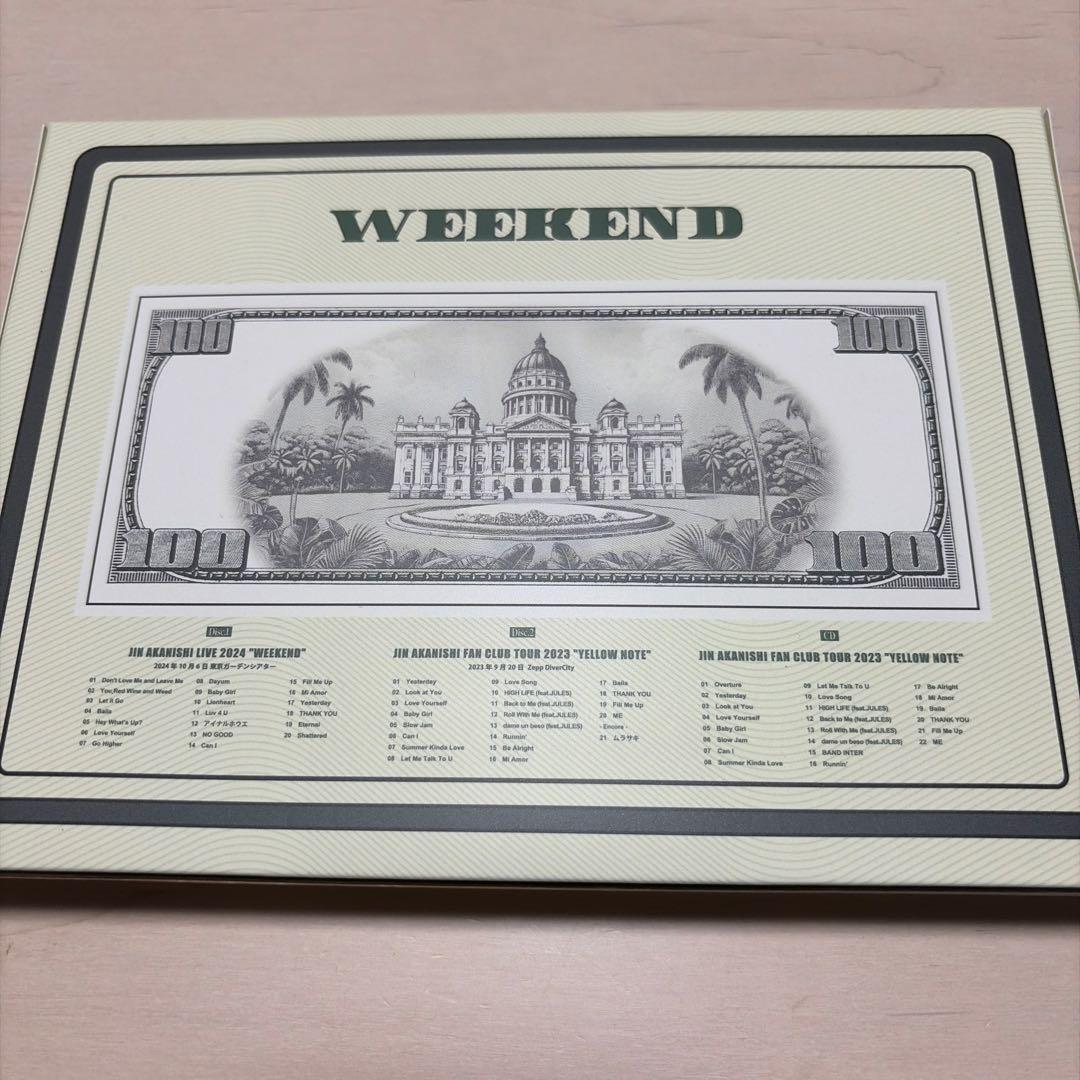 WEEKEND
100
100
100
100
Disc.1
JIN AKANISHI LIVE 2024 "WEEKEND"
2024年10月6日 東京ガーデンシアター
01 Don't Love Me and Leave Me
02 You,Red Wine and Weed
03 Let it Go
04 Baila
05 Hey What's Up?
06 Love Yourself
07 Go Higher
08 Dayum
09 Baby Girl
10 Lionheart
11 Luv 4 U
12 アイナルホウエ
13 NO GOOD
14 Can I
15 Fill Me Up
16 Mi Amor
17 Yesterday
18 THANK YOU
19 Eternal
20 Shattered
Disc.2
JIN AKANISHI FAN CLUB TOUR 2023 "YELLOW NOTE"
2023年9月20日 Zepp DiverCity
01 Yesterday
02 Look at You
03 Love Yourself
04 Baby Girl
05 Slow Jam
06 Can I
07 Summer Kinda Love
08 Let Me Talk To U
09 Love Song
10 HIGH LIFE (feat.JULES)
11 Back to Me (feat.JULES)
12 Roll With Me (feat.JULES)
13 dame un beso (feat.JULES)
14 Runnin'
15 Be Alright
16 Mi Amor
17 Baila
18 THANK YOU
19 Fill Me Up
20 ME
- Encore -
21 ムラサキ
CD
JIN AKANISHI FAN CLUB TOUR 2023 "YELLOW NOTE"
01 Overture
02 Yesterday
03 Look at You
04 Love Yourself
05 Baby Girl
06 Slow Jam
07 Can I
08 Summer Kinda Love
09 Let Me Talk To U
10 Love Song
11 HIGH LIFE (feat.JULES)
12 Back to Me (feat.JULES)
13 Roll With Me (feat.JULES)
14 dame un beso (feat.JULES)
15 BAND INTER
16 Runnin'
17 Be Alright
18 Mi Amor
19 Baila
20 THANK YOU
21 Fill Me Up
22 ME